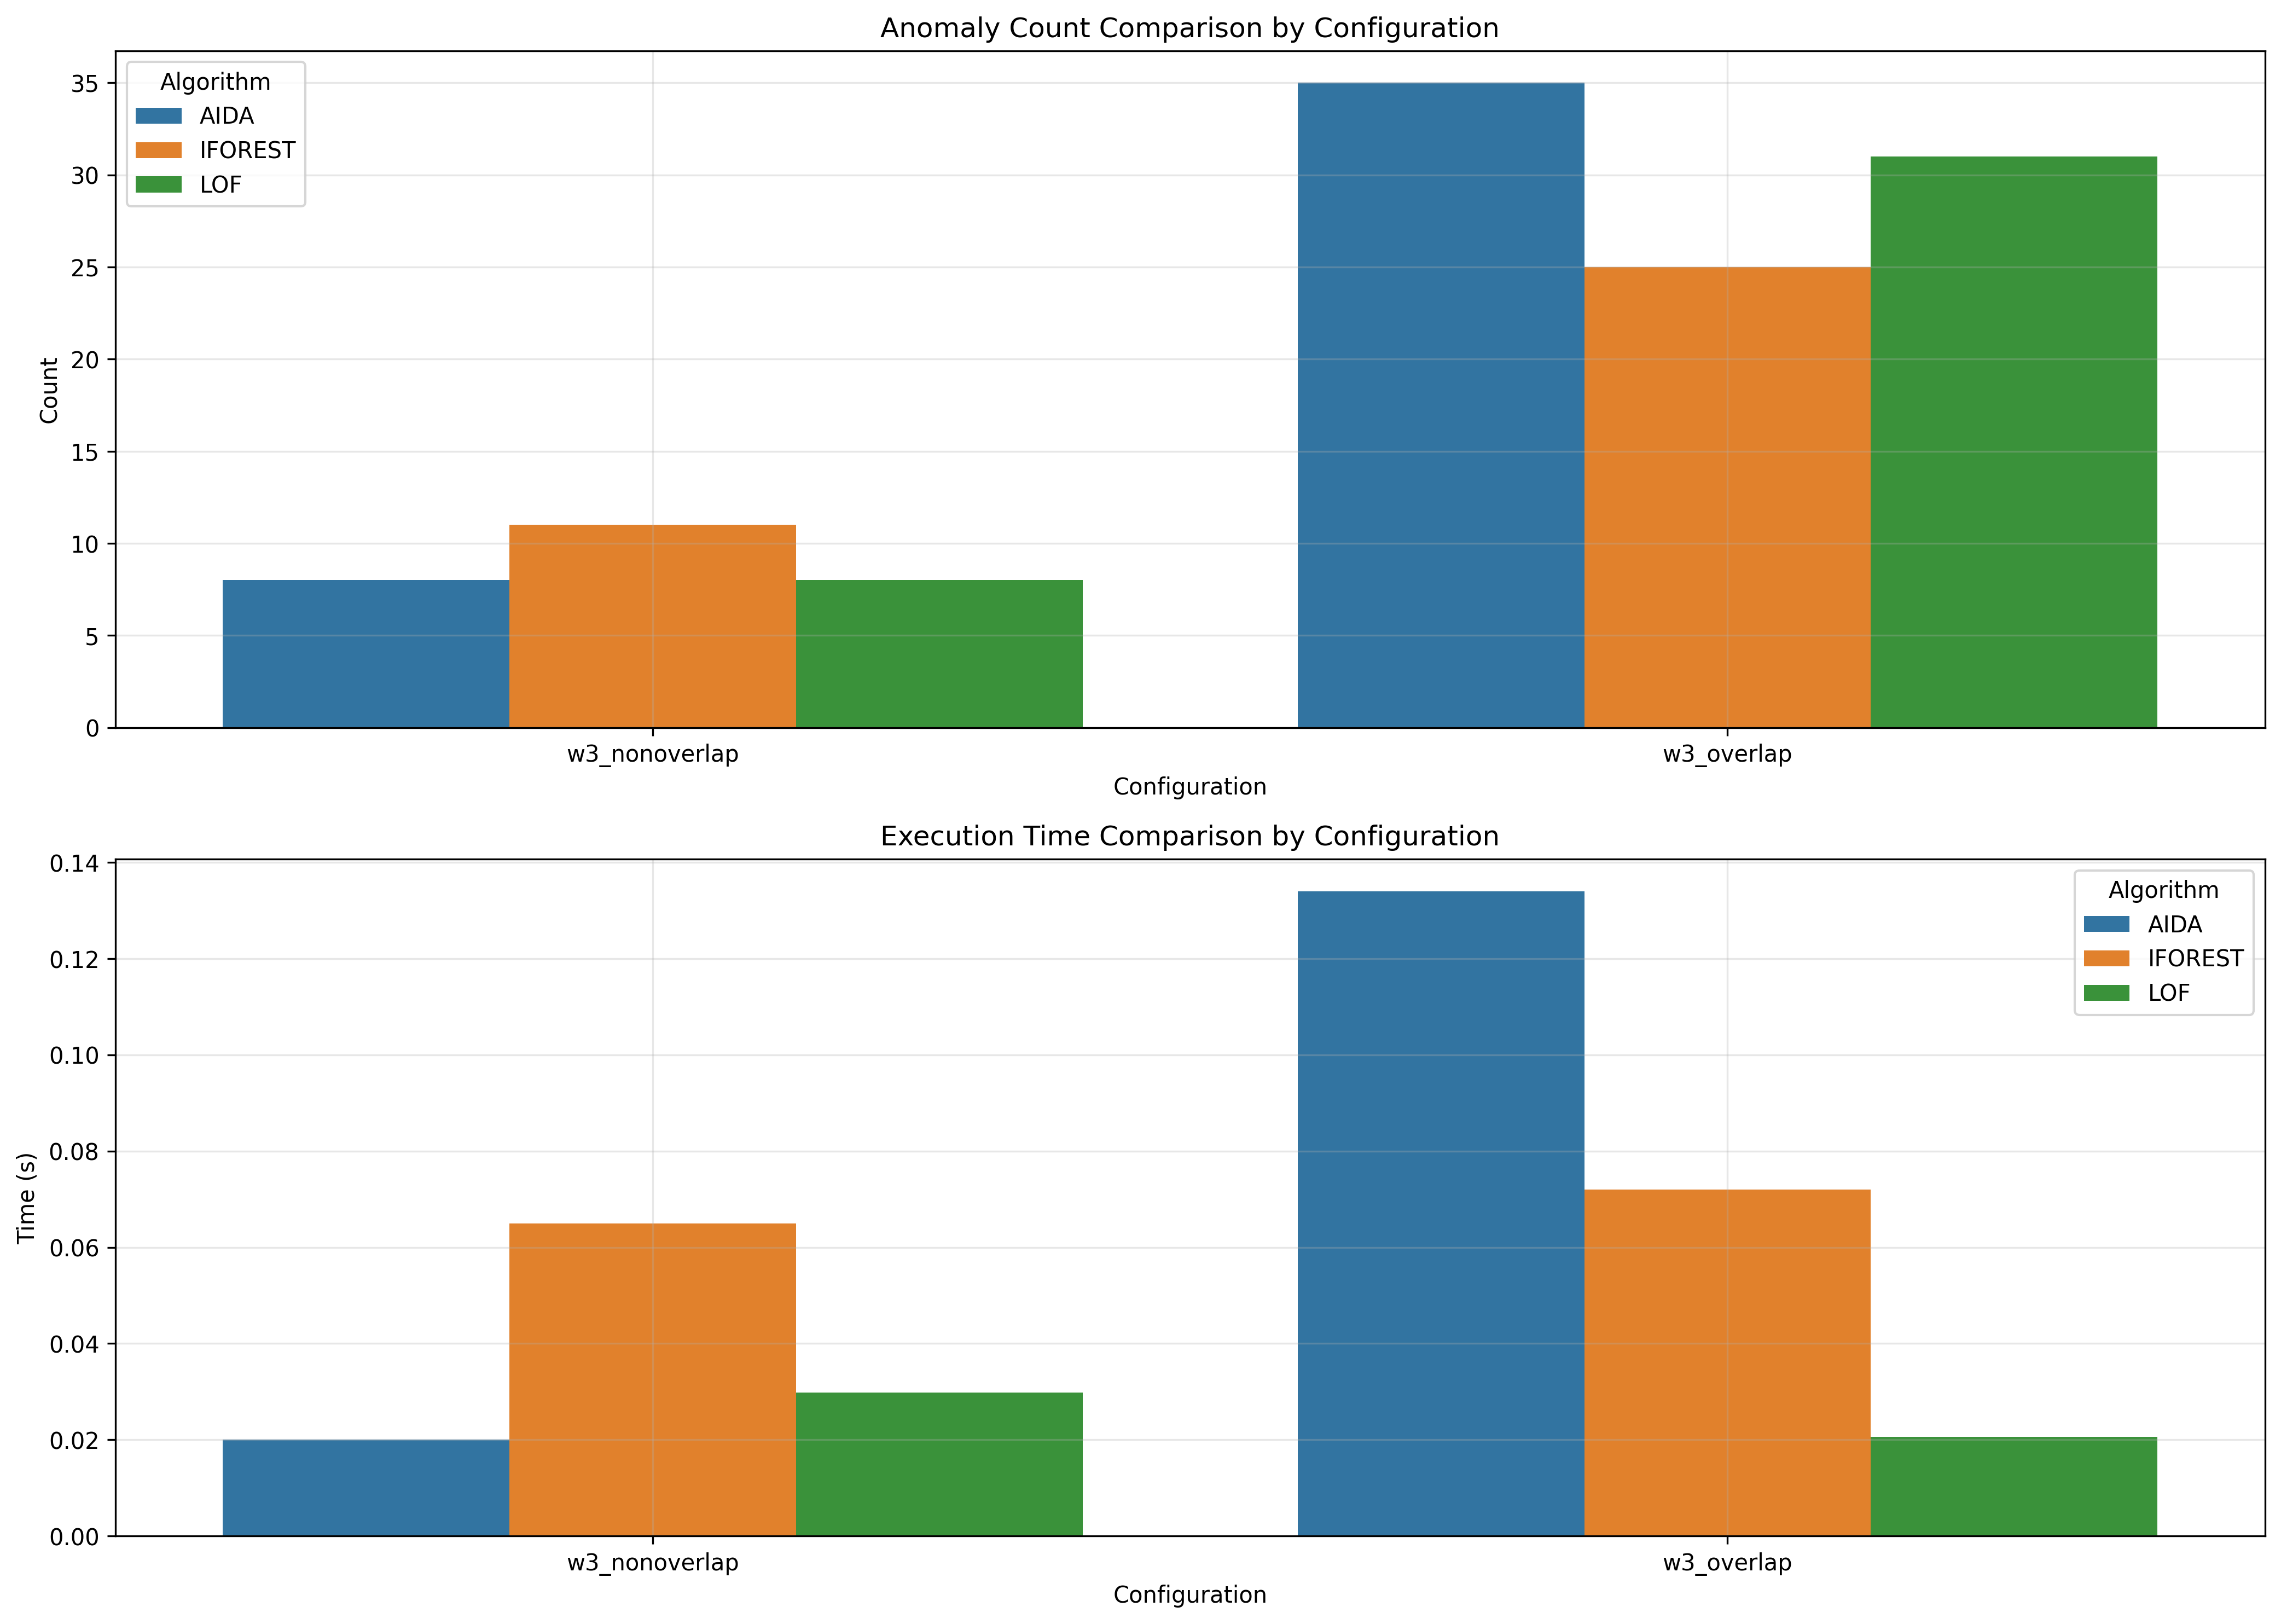 Anomaly Count Comparison by Configuration
Algorithm
AIDA
IFOREST
LOF
35
30
25
20
15
10
5
0
Count
w3_nonoverlap
w3_overlap
Configuration
Execution Time Comparison by Configuration
Algorithm
AIDA
IFOREST
LOF
0.14
0.12
0.10
0.08
0.06
0.04
0.02
0.00
Time (s)
w3_nonoverlap
w3_overlap
Configuration